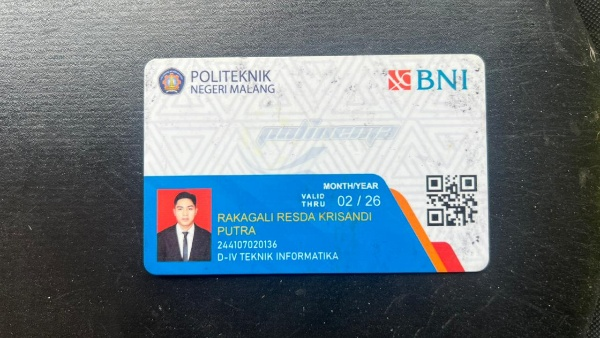 POLITEKNIK
NEGERI MALANG
BNI
polinema
MONTH/YEAR
VALID
THRU 02 / 26
RAKAGALI RESDA KRISANDI
PUTRA
244107020136
D-IV TEKNIK INFORMATIKA